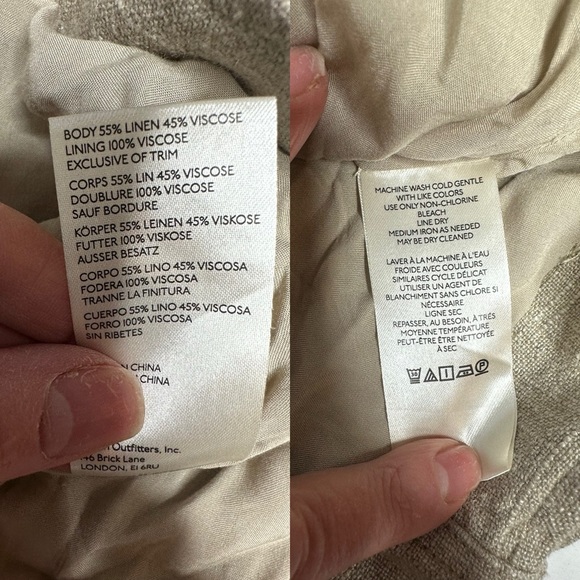 BODY 55% LINEN 45% VISCOSE
LINING 100% VISCOSE
EXCLUSIVE OF TRIM
CORPS 55% LIN 45% VISCOSE
DOUBLURE 100% VISCOSE
SAUF BORDURE
KÖRPER 55% LEINEN 45% VISKOSE
FUTTER 100% VISKOSE
AUSSER BESATZ
CORPO 55% LINO 45% VISCOSA
FODERA 100% VISCOSA
TRANNE LA FINITURA
CUERPO 55% LINO 45% VISCOSA
FORRO 100% VISCOSA
SIN RIBETES
CHINA
CHINA
Outfitters, Inc.
Brick Lane
LONDON, E1 6RU
MACHINE WASH COLD GENTLE
WITH LIKE COLORS
USE ONLY NON-CHLORINE
BLEACH
LINE DRY
MEDIUM IRON AS NEEDED
MAY BE DRY CLEANED
LAVER À LA MACHINE À L'EAU
FROIDE AVEC COULEURS
SIMILAIRES CYCLE DÉLICAT
UTILISER UN AGENT DE
BLANCHIMENT SANS CHLORE SI
NÉCESSAIRE
LIGNE SEC
REPASSER, AU BESOIN, À TRÈS
MOYENNE TEMPÉRATURE
PEUT-ÊTRE ÊTRE NETTOYÉE
À SEC